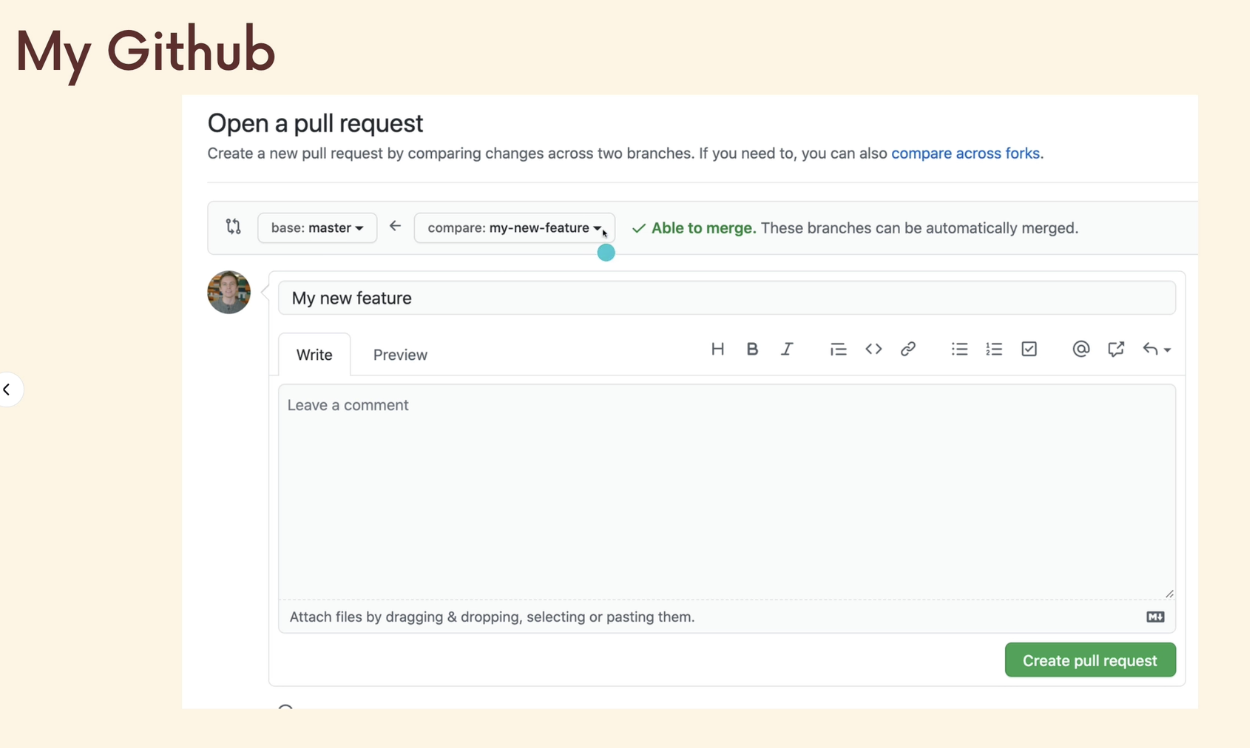 My Github
Open a pull request
Create a new pull request by comparing changes across two branches. If you need to, you can also compare across forks.
base: master
compare: my-new-feature
Able to merge. These branches can be automatically merged.
My new feature
Write
Preview
Leave a comment
Attach files by dragging & dropping, selecting or pasting them.
Create pull request